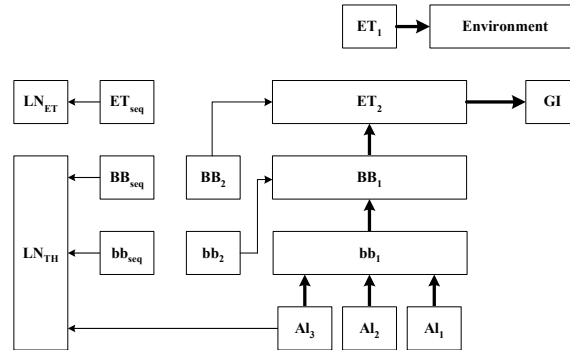 ET1 Environment
LNET ETseq ET2 GI
BBseq BB2 BB1
LNTH bbseq bb2 bb1
Al3 Al2 Al1